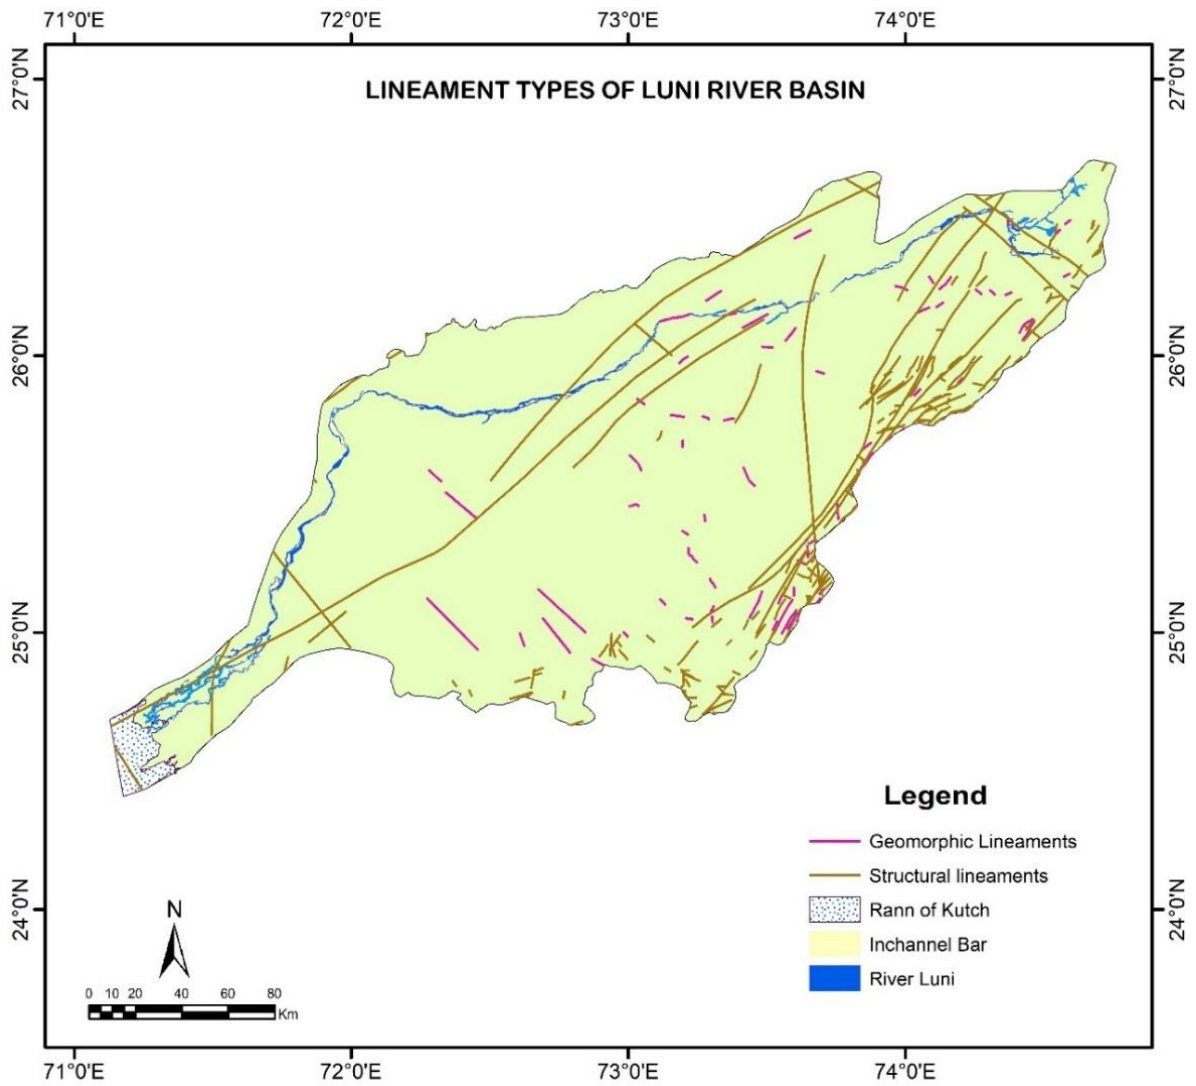 71°0'E 72°0'E 73°0'E 74°0'E
LINEAMENT TYPES OF LUNI RIVER BASIN
27°0'N 27°0'N
26°0'N 26°0'N
25°0'N 25°0'N
24°0'N 24°0'N
Legend
Geomorphic Lineaments
Structural lineaments
Rann of Kutch
Inchannel Bar
River Luni
N
0 10 20 40 60 80
Km
71°0'E 72°0'E 73°0'E 74°0'E